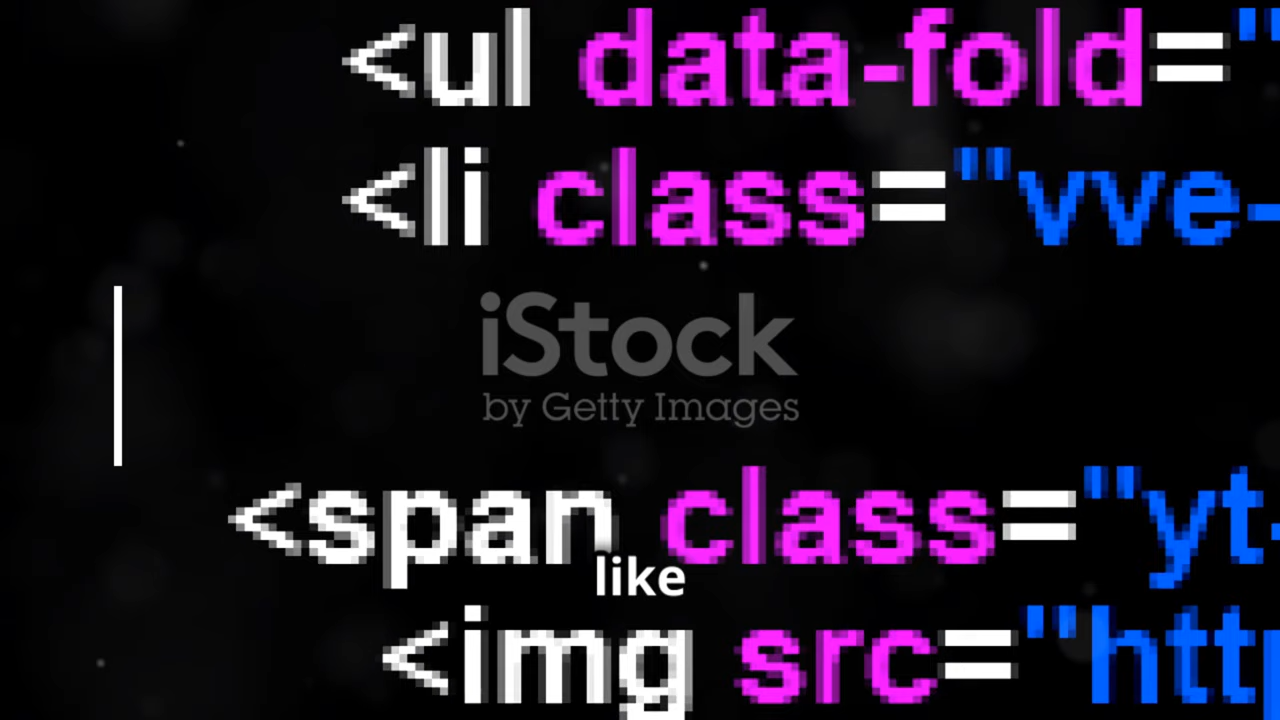 <ul data-fold="
<li class="vve-
iStock
by Getty Images
<span class="yt-
like
<img src="http